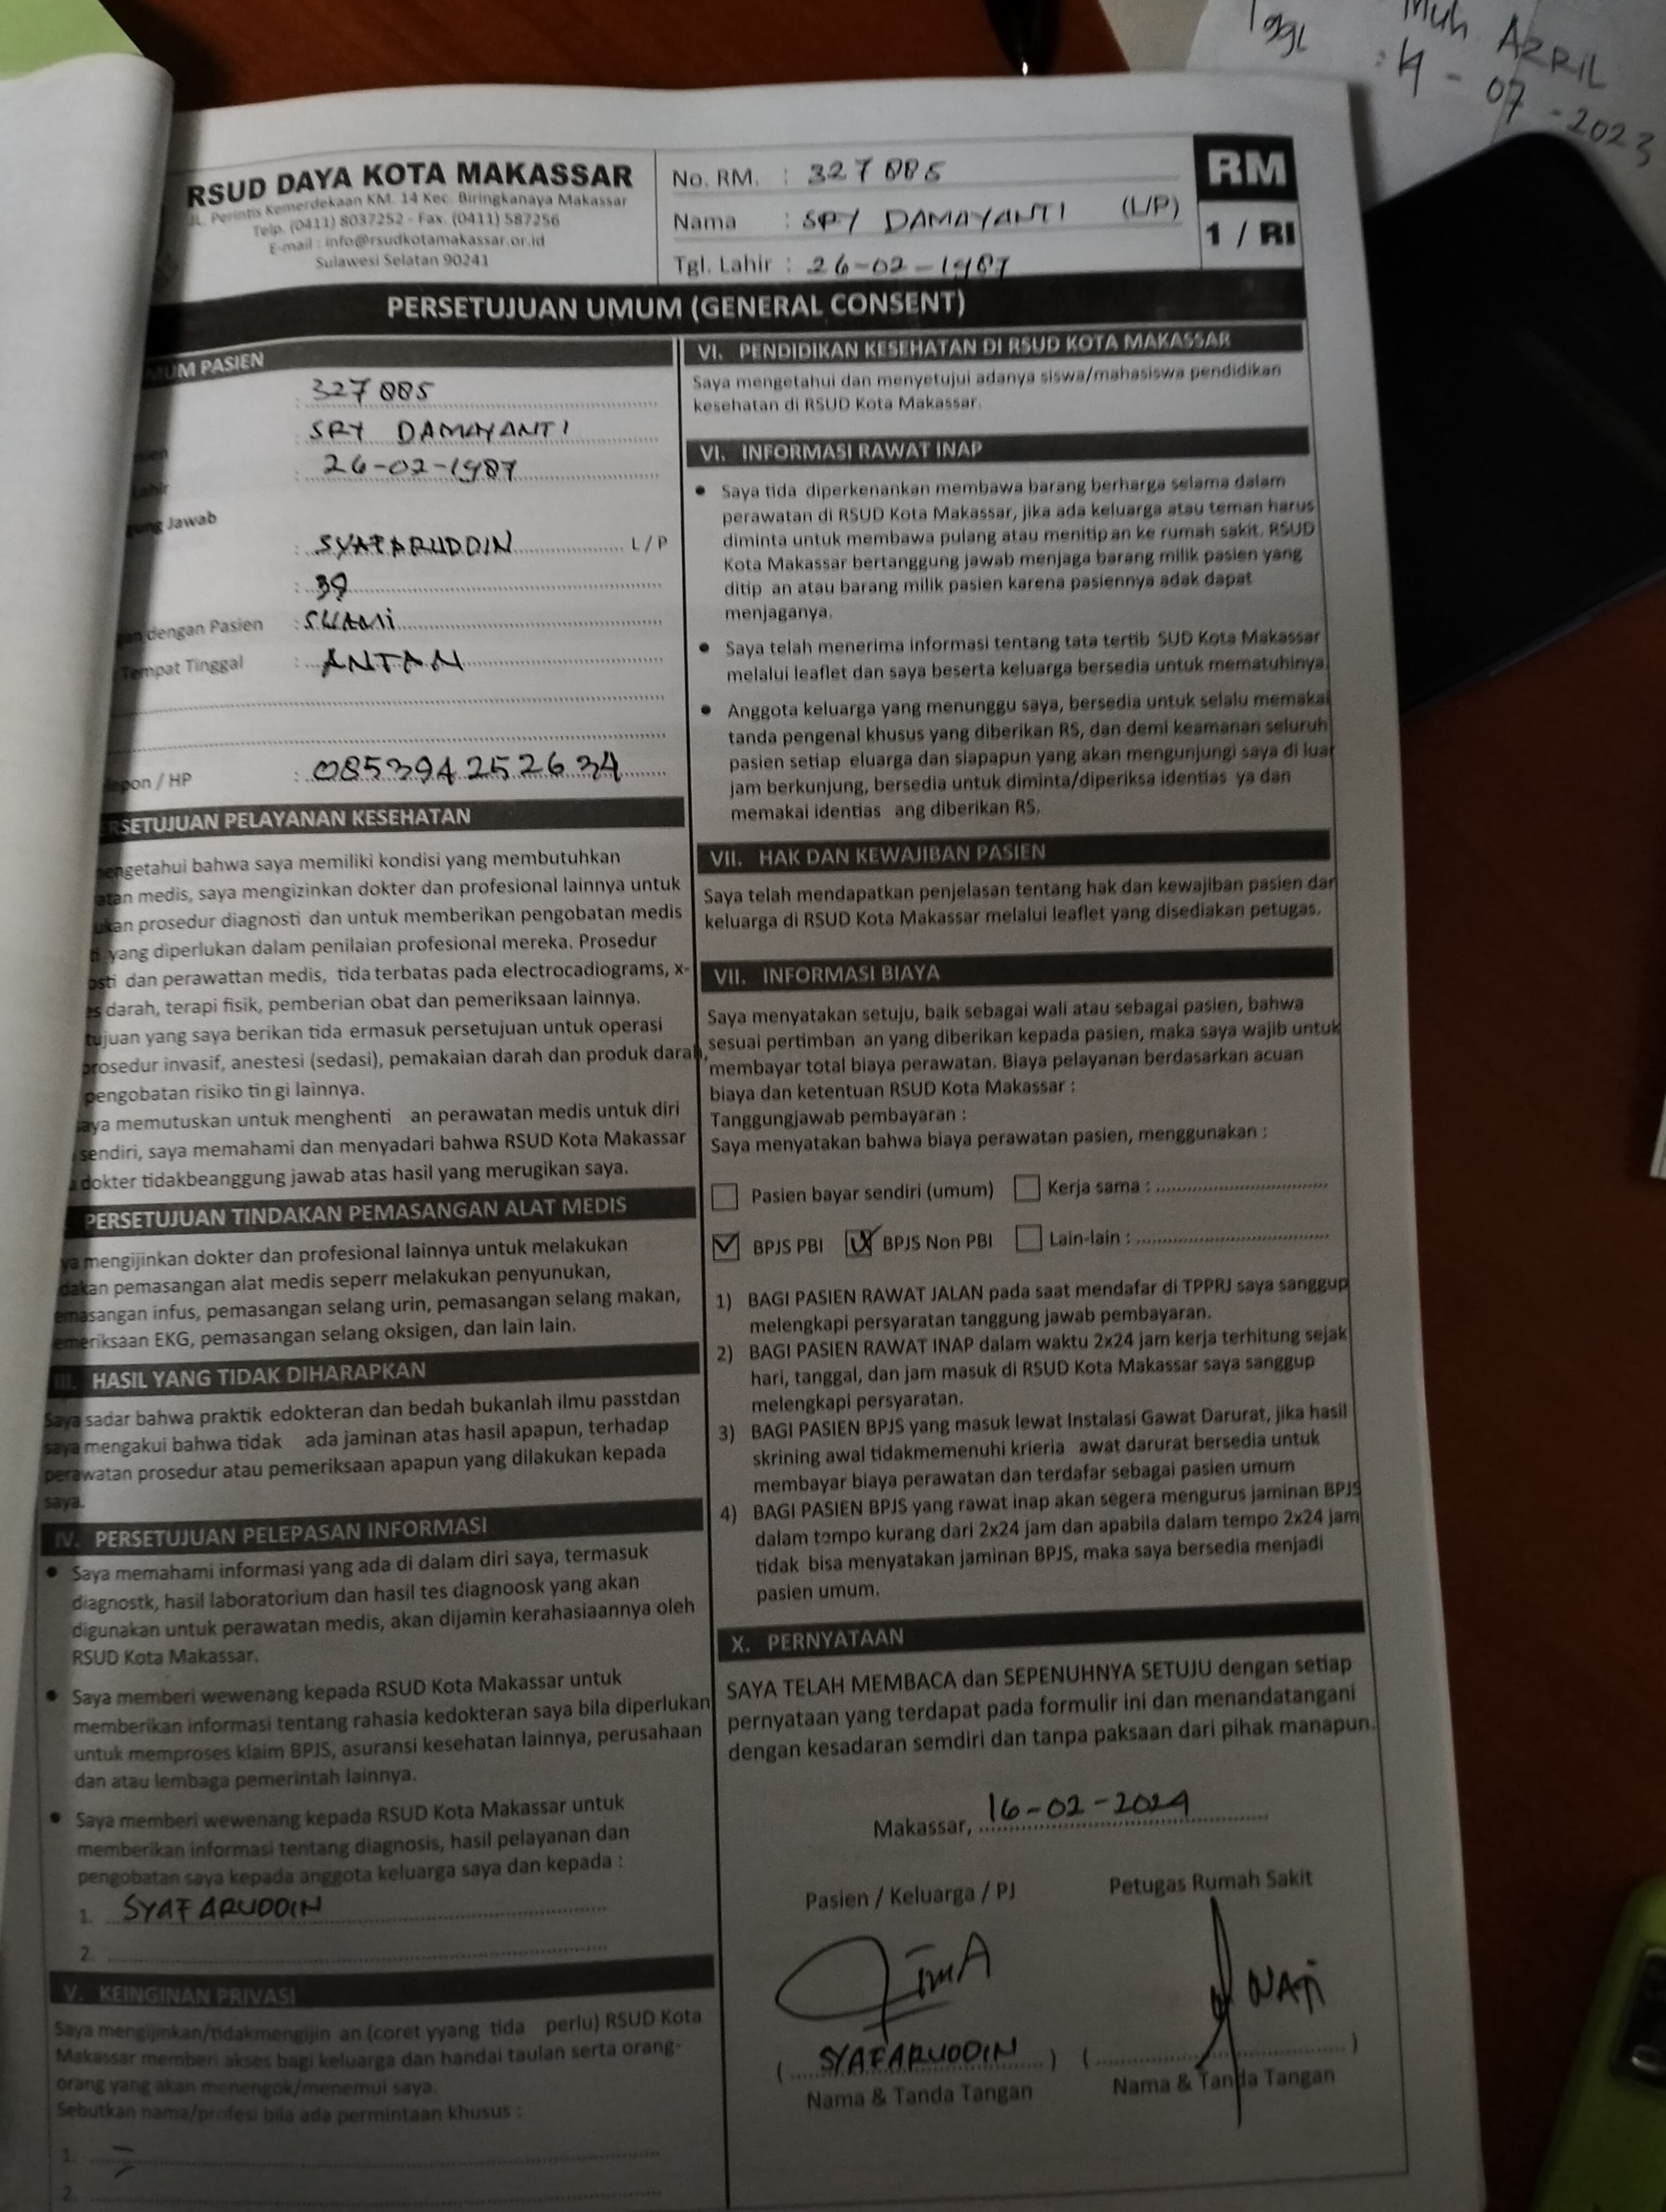 Muh AZRIL
Toggl : 4 - 07 - 2023
RSUD DAYA KOTA MAKASSAR
JL. Perintis Kemerdekaan KM. 14 Kec. Biringkanaya Makassar
Telp. (0411) 8037252 - Fax. (0411) 587256
E-mail : info@rsudkotamakassar.or.id
Sulawesi Selatan 90241
No. RM. : 327885
Nama : SRY DAMAYANTI (L/P)
Tgl. Lahir : 26-02-1987
RM
1 / RI
PERSETUJUAN UMUM (GENERAL CONSENT)
UM PASIEN
327885
SRY DAMAYANTI
Lahir : 26-02-1987
gung Jawab
: SYAFARUDDIN L / P
: 39
an dengan Pasien : SUAMi
Tempat Tinggal : ANTAN
epon / HP : 085394252634
RSETUJUAN PELAYANAN KESEHATAN
engetahui bahwa saya memiliki kondisi yang membutuhkan
atan medis, saya mengizinkan dokter dan profesional lainnya untuk
ukan prosedur diagnosti dan untuk memberikan pengobatan medis
yang diperlukan dalam penilaian profesional mereka. Prosedur
osti dan perawattan medis, tida terbatas pada electrocadiograms, x-
es darah, terapi fisik, pemberian obat dan pemeriksaan lainnya.
tujuan yang saya berikan tida ermasuk persetujuan untuk operasi
prosedur invasif, anestesi (sedasi), pemakaian darah dan produk darah,
pengobatan risiko tin gi lainnya.
aya memutuskan untuk menghenti an perawatan medis untuk diri
sendiri, saya memahami dan menyadari bahwa RSUD Kota Makassar
dokter tidakbeanggung jawab atas hasil yang merugikan saya.
PERSETUJUAN TINDAKAN PEMASANGAN ALAT MEDIS
ya mengijinkan dokter dan profesional lainnya untuk melakukan
dakan pemasangan alat medis seperr melakukan penyunukan,
emasangan infus, pemasangan selang urin, pemasangan selang makan,
emeriksaan EKG, pemasangan selang oksigen, dan lain lain.
III. HASIL YANG TIDAK DIHARAPKAN
Saya sadar bahwa praktik edokteran dan bedah bukanlah ilmu passtdan
saya mengakui bahwa tidak ada jaminan atas hasil apapun, terhadap
perawatan prosedur atau pemeriksaan apapun yang dilakukan kepada
saya.
IV. PERSETUJUAN PELEPASAN INFORMASI
• Saya memahami informasi yang ada di dalam diri saya, termasuk
diagnostk, hasil laboratorium dan hasil tes diagnoosk yang akan
digunakan untuk perawatan medis, akan dijamin kerahasiaannya oleh
RSUD Kota Makassar.
• Saya memberi wewenang kepada RSUD Kota Makassar untuk
memberikan informasi tentang rahasia kedokteran saya bila diperlukan
untuk memproses klaim BPJS, asuransi kesehatan lainnya, perusahaan
dan atau lembaga pemerintah lainnya.
• Saya memberi wewenang kepada RSUD Kota Makassar untuk
memberikan informasi tentang diagnosis, hasil pelayanan dan
pengobatan saya kepada anggota keluarga saya dan kepada :
1. SYAFARUDDIN
2.
V. KEINGINAN PRIVASI
Saya mengijinkan/tidakmengijin an (coret yyang tida perlu) RSUD Kota
Makassar memberi akses bagi keluarga dan handai taulan serta orang-
orang yang akan menengok/menemui saya.
Sebutkan nama/profesi bila ada permintaan khusus :
1.
2.
VI. PENDIDIKAN KESEHATAN DI RSUD KOTA MAKASSAR
Saya mengetahui dan menyetujui adanya siswa/mahasiswa pendidikan
kesehatan di RSUD Kota Makassar.
VI. INFORMASI RAWAT INAP
• Saya tida diperkenankan membawa barang berharga selama dalam
perawatan di RSUD Kota Makassar, jika ada keluarga atau teman harus
diminta untuk membawa pulang atau menitip an ke rumah sakit. RSUD
Kota Makassar bertanggung jawab menjaga barang milik pasien yang
ditip an atau barang milik pasien karena pasiennya adak dapat
menjaganya.
• Saya telah menerima informasi tentang tata tertib SUD Kota Makassar
melalui leaflet dan saya beserta keluarga bersedia untuk mematuhinya
• Anggota keluarga yang menunggu saya, bersedia untuk selalu memakai
tanda pengenal khusus yang diberikan RS, dan demi keamanan seluruh
pasien setiap eluarga dan siapapun yang akan mengunjungi saya di luar
jam berkunjung, bersedia untuk diminta/diperiksa identias ya dan
memakai identias ang diberikan RS.
VII. HAK DAN KEWAJIBAN PASIEN
Saya telah mendapatkan penjelasan tentang hak dan kewajiban pasien dan
keluarga di RSUD Kota Makassar melalui leaflet yang disediakan petugas.
VII. INFORMASI BIAYA
Saya menyatakan setuju, baik sebagai wali atau sebagai pasien, bahwa
sesuai pertimban an yang diberikan kepada pasien, maka saya wajib untuk
membayar total biaya perawatan. Biaya pelayanan berdasarkan acuan
biaya dan ketentuan RSUD Kota Makassar :
Tanggungjawab pembayaran :
Saya menyatakan bahwa biaya perawatan pasien, menggunakan :
Pasien bayar sendiri (umum) Kerja sama :
BPJS PBI BPJS Non PBI Lain-lain :
1) BAGI PASIEN RAWAT JALAN pada saat mendafar di TPPRJ saya sanggup
melengkapi persyaratan tanggung jawab pembayaran.
2) BAGI PASIEN RAWAT INAP dalam waktu 2x24 jam kerja terhitung sejak
hari, tanggal, dan jam masuk di RSUD Kota Makassar saya sanggup
melengkapi persyaratan.
3) BAGI PASIEN BPJS yang masuk lewat Instalasi Gawat Darurat, jika hasil
skrining awal tidakmemenuhi krieria awat darurat bersedia untuk
membayar biaya perawatan dan terdafar sebagai pasien umum
4) BAGI PASIEN BPJS yang rawat inap akan segera mengurus jaminan BPJS
dalam tempo kurang dari 2x24 jam dan apabila dalam tempo 2x24 jam
tidak bisa menyatakan jaminan BPJS, maka saya bersedia menjadi
pasien umum.
X. PERNYATAAN
SAYA TELAH MEMBACA dan SEPENUHNYA SETUJU dengan setiap
pernyataan yang terdapat pada formulir ini dan menandatangani
dengan kesadaran semdiri dan tanpa paksaan dari pihak manapun.
Makassar, 16-02-2024
Pasien / Keluarga / PJ Petugas Rumah Sakit
( SYAFARUDDIN ) ( )
Nama & Tanda Tangan Nama & Tanda Tangan